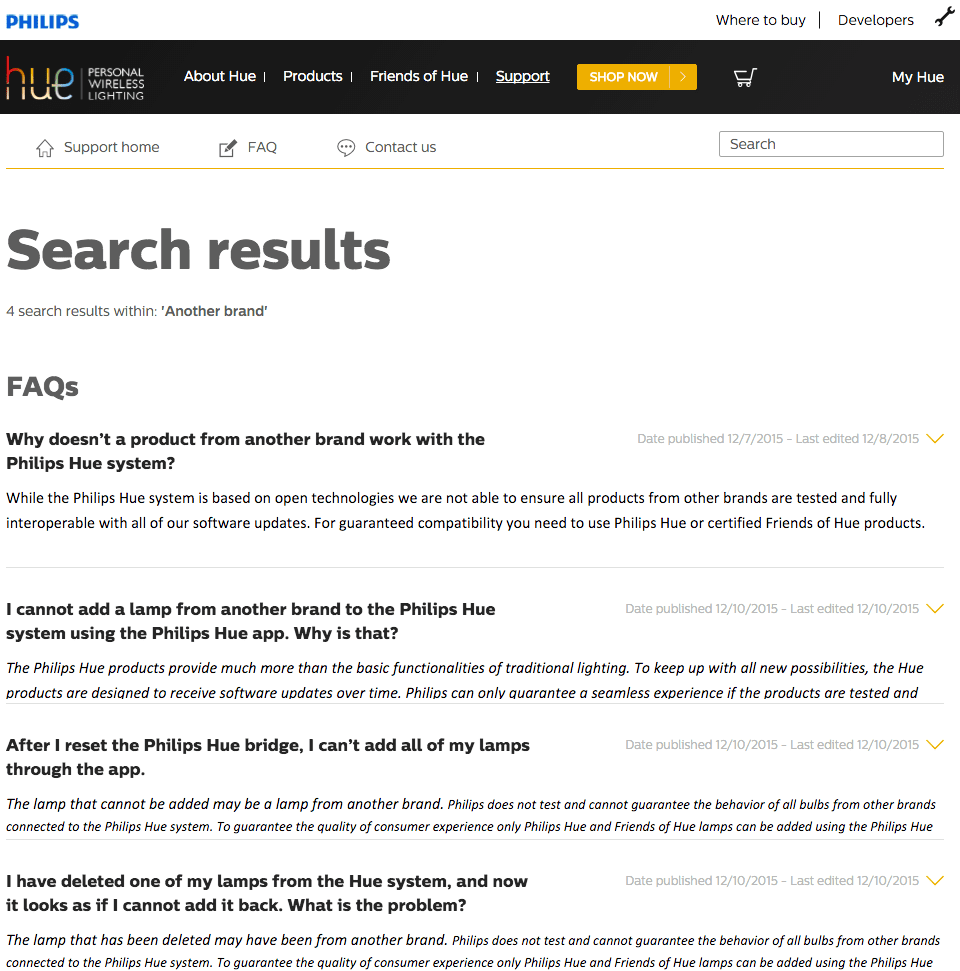 PHILIPS
Where to buy | Developers
hue PERSONAL
WIRELESS
LIGHTING
About Hue | Products | Friends of Hue | Support
SHOP NOW
My Hue
Support home
FAQ
Contact us
Search
Search results
4 search results within: 'Another brand'
FAQs
Why doesn’t a product from another brand work with the
Philips Hue system?
Date published 12/7/2015 - Last edited 12/8/2015
While the Philips Hue system is based on open technologies we are not able to ensure all products from other brands are tested and fully
interoperable with all of our software updates. For guaranteed compatibility you need to use Philips Hue or certified Friends of Hue products.
I cannot add a lamp from another brand to the Philips Hue
system using the Philips Hue app. Why is that?
Date published 12/10/2015 - Last edited 12/10/2015
The Philips Hue products provide much more than the basic functionalities of traditional lighting. To keep up with all new possibilities, the Hue
products are designed to receive software updates over time. Philips can only guarantee a seamless experience if the products are tested and
After I reset the Philips Hue bridge, I can’t add all of my lamps
through the app.
Date published 12/10/2015 - Last edited 12/10/2015
The lamp that cannot be added may be a lamp from another brand. Philips does not test and cannot guarantee the behavior of all bulbs from other brands
connected to the Philips Hue system. To guarantee the quality of consumer experience only Philips Hue and Friends of Hue lamps can be added using the Philips Hue
I have deleted one of my lamps from the Hue system, and now
it looks as if I cannot add it back. What is the problem?
Date published 12/10/2015 - Last edited 12/10/2015
The lamp that has been deleted may have been from another brand. Philips does not test and cannot guarantee the behavior of all bulbs from other brands
connected to the Philips Hue system. To guarantee the quality of consumer experience only Philips Hue and Friends of Hue lamps can be added using the Philips Hue